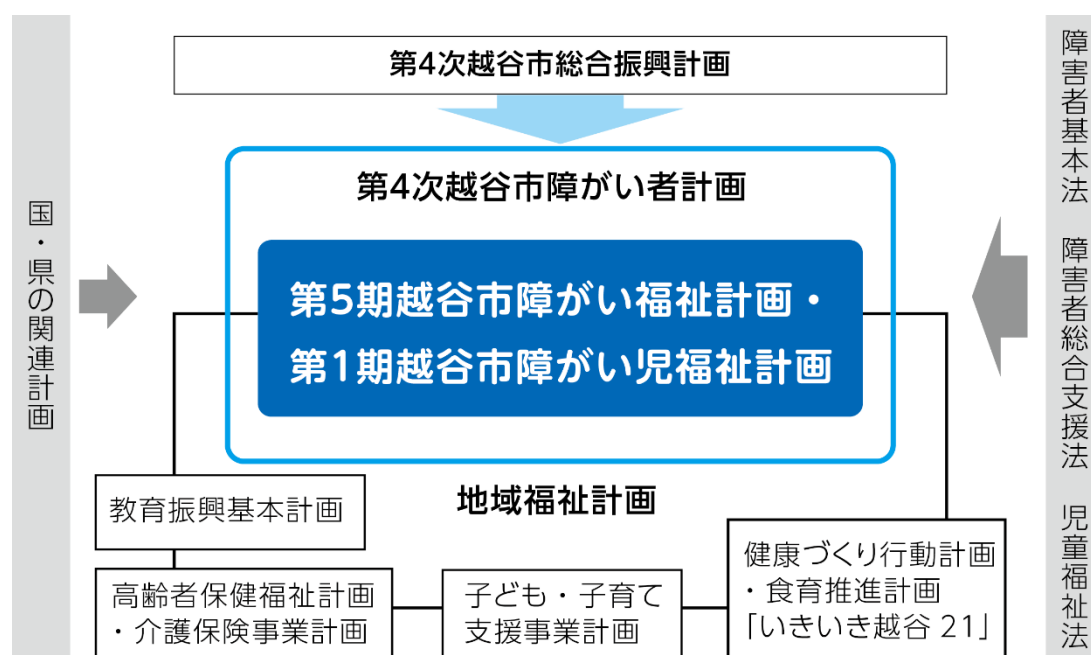 第4次越谷市総合振興計画
第4次越谷市障がい者計画
第5期越谷市障がい福祉計画・
第1期越谷市障がい児福祉計画
国・県の関連計画
障害者基本法 障害者総合支援法 児童福祉法
地域福祉計画
教育振興基本計画
高齢者保健福祉計画
・介護保険事業計画
子ども・子育て
支援事業計画
健康づくり行動計画
・食育推進計画
「いきいき越谷 21」